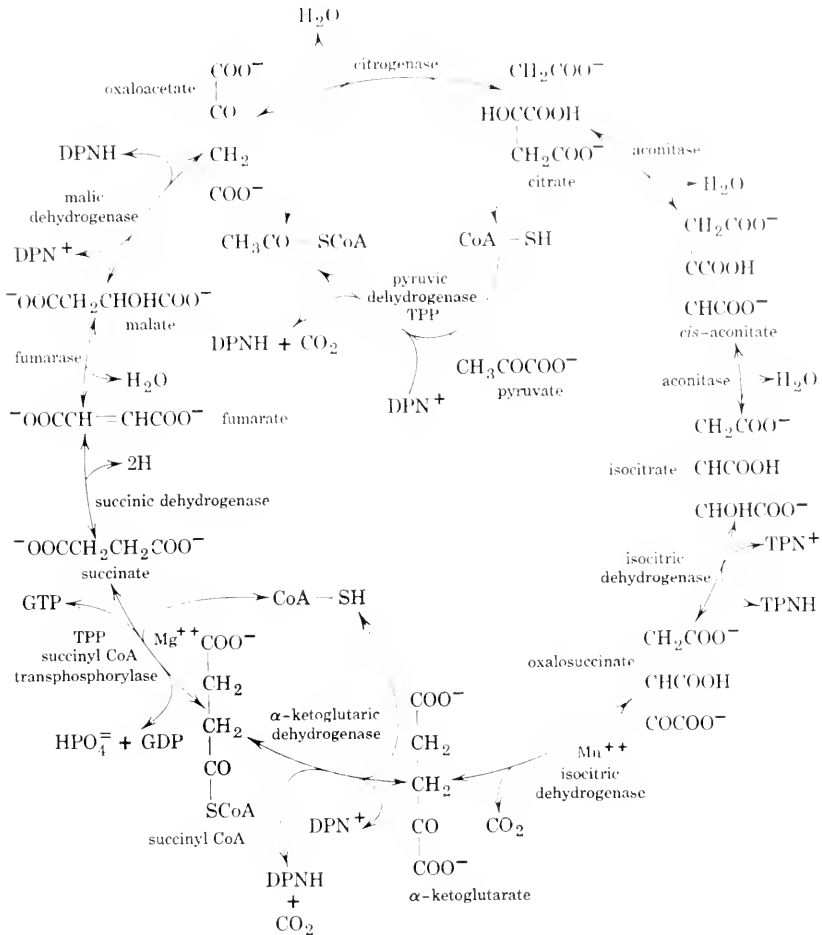 H₂O
citrogenase
COO⁻
oxaloacetate
CO
CH₂
COO⁻
CH₂COO⁻
HOCCOOH
CH₂COO⁻
citrate
aconitase
H₂O
DPNH
malic
dehydrogenase
DPN⁺
CH₃CO — SCoA
CoA — SH
pyruvic
dehydrogenase
TPP
DPNH + CO₂
CH₃COCOO⁻
pyruvate
DPN⁺
CH₂COO⁻
CCOOH
CHCOO⁻
cis-aconitate
aconitase
H₂O
⁻OOCCH₂CHOHCOO⁻
malate
fumarase
H₂O
⁻OOCCH=CHCOO⁻ fumarate
2H
succinic dehydrogenase
⁻OOCCH₂CH₂COO⁻
succinate
CH₂COO⁻
isocitrate CHCOOH
CHOHCOO⁻
TPN⁺
isocitric
dehydrogenase
TPNH
GTP
CoA — SH
TPP
succinyl CoA
transphosphorylase
Mg⁺⁺
COO⁻
CH₂
CH₂
CO
SCoA
succinyl CoA
HPO₄⁼ + GDP
α-ketoglutaric
dehydrogenase
DPN⁺
DPNH
+
CO₂
COO⁻
CH₂
CH₂
CO
COO⁻
α-ketoglutarate
CH₂COO⁻
oxalosuccinate
CHCOOH
COCOO⁻
Mn⁺⁺
isocitric
dehydrogenase
CO₂